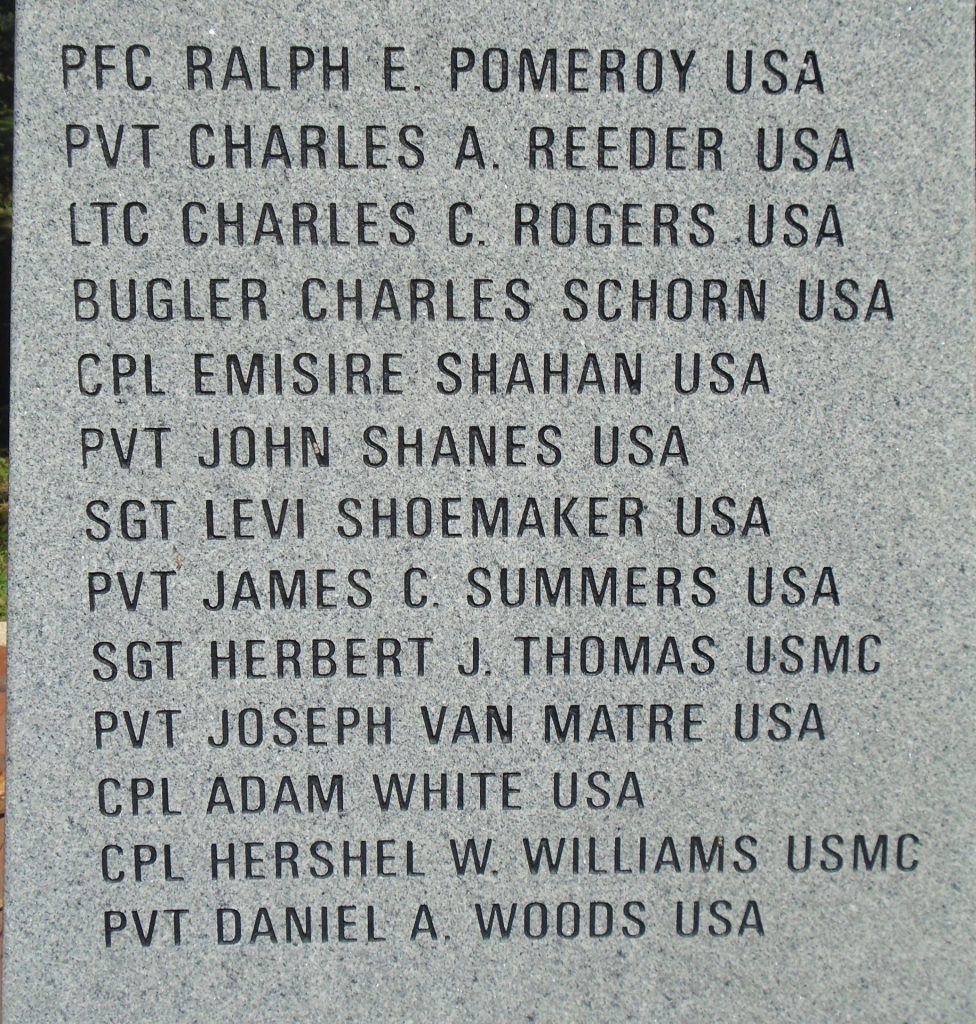 PFC RALPH E. POMEROY USA
PVT CHARLES A. REEDER USA
LTC CHARLES C. ROGERS USA
BUGLER CHARLES SCHORN USA
CPL EMISIRE SHAHAN USA
PVT JOHN SHANES USA
SGT LEVI SHOEMAKER USA
PVT JAMES C. SUMMERS USA
SGT HERBERT J. THOMAS USMC
PVT JOSEPH VAN MATRE USA
CPL ADAM WHITE USA
CPL HERSHEL W. WILLIAMS USMC
PVT DANIEL A. WOODS USA